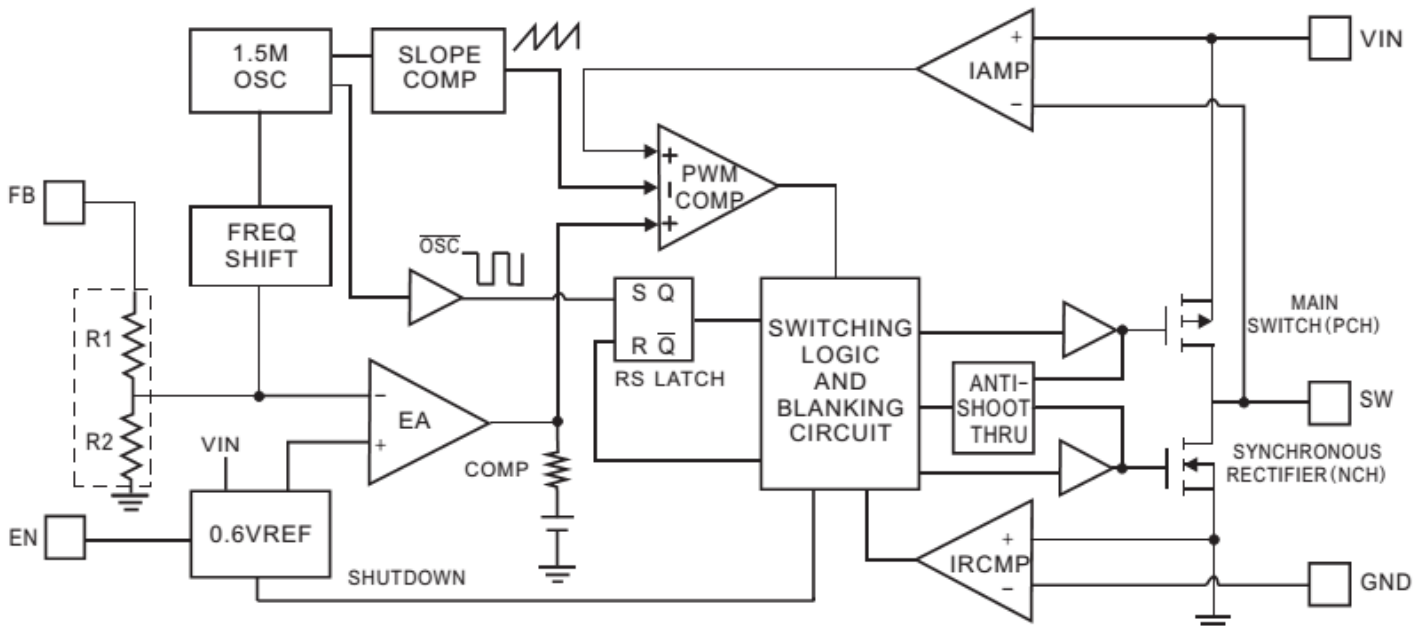 1.5M
OSC
SLOPE
COMP
IAMP
+
−
VIN
FB
FREQ
SHIFT
OSC
PWM
COMP
+
−
+
R1
R2
S Q
R Q
RS LATCH
SWITCHING
LOGIC
AND
BLANKING
CIRCUIT
MAIN
SWITCH(PCH)
ANTI-
SHOOT
THRU
SW
EA
−
+
VIN
COMP
SYNCHRONOUS
RECTIFIER(NCH)
EN
0.6VREF
SHUTDOWN
IRCMP
+
−
GND